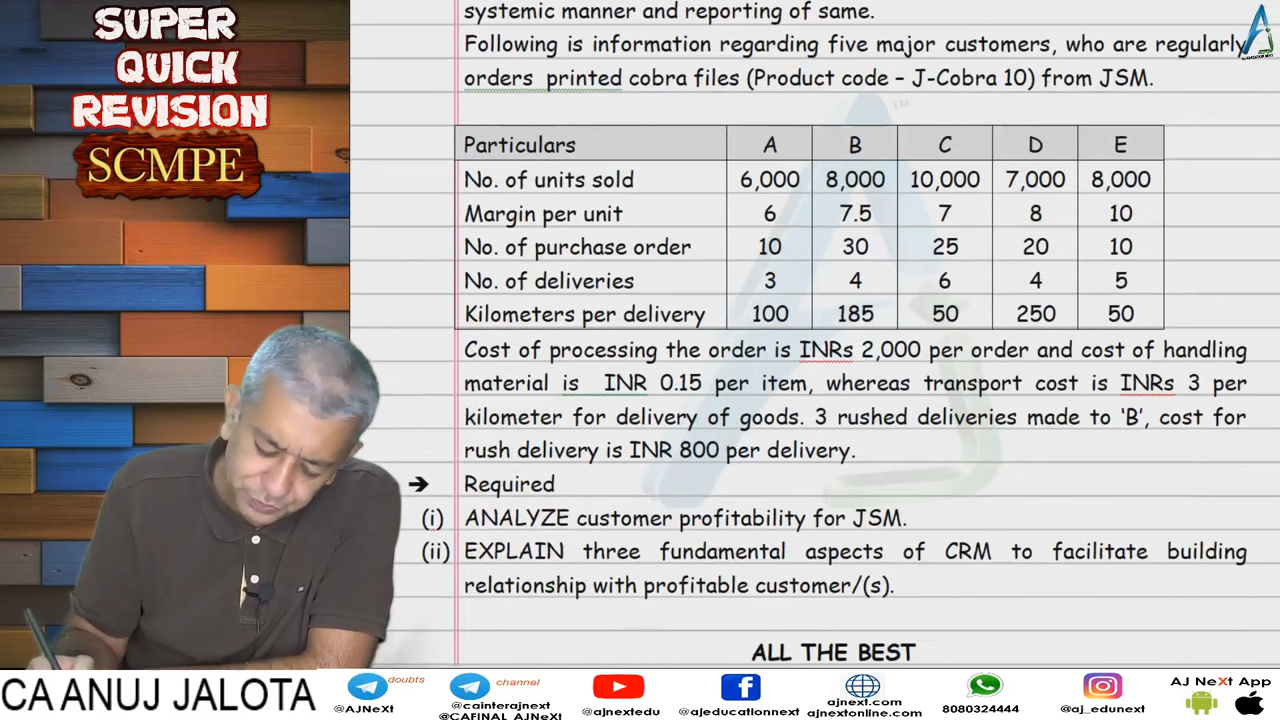 SUPER
QUICK
REVISION
SCMPE
systemic manner and reporting of same.
Following is information regarding five major customers, who are regularly
orders printed cobra files (Product code – J-Cobra 10) from JSM.
TM
Particulars A B C D E
No. of units sold 6,000 8,000 10,000 7,000 8,000
Margin per unit 6 7.5 7 8 10
No. of purchase order 10 30 25 20 10
No. of deliveries 3 4 6 4 5
Kilometers per delivery 100 185 50 250 50
Cost of processing the order is INRs 2,000 per order and cost of handling
material is INR 0.15 per item, whereas transport cost is INRs 3 per
kilometer for delivery of goods. 3 rushed deliveries made to ‘B’, cost for
rush delivery is INR 800 per delivery.
➔ Required
(i) ANALYZE customer profitability for JSM.
(ii) EXPLAIN three fundamental aspects of CRM to facilitate building
relationship with profitable customer/(s).
ALL THE BEST
CA ANUJ JALOTA
doubts
@AJNeXt
channel
@cainterajnext
@CAFINAL_AJNeXt
@ajnextedu
@ajeducationnext
ajnext.com
ajnextonline.com
8080324444
@aj_edunext
AJ NeXt App